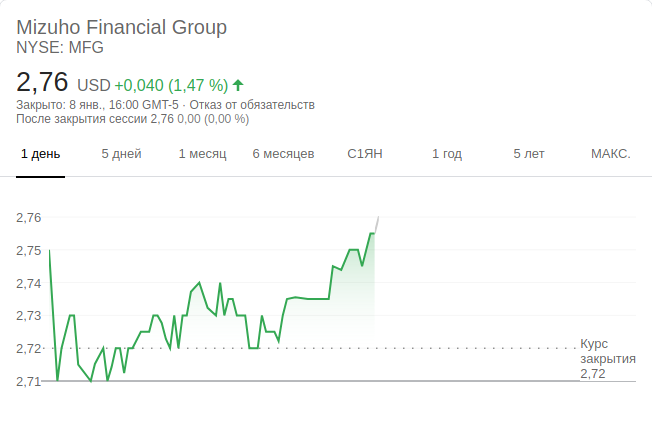 Mizuho Financial Group
NYSE: MFG
2,76 USD +0,040 (1,47 %)
Закрыто: 8 янв., 16:00 GMT-5 · Отказ от обязательств
После закрытия сессии 2,76 0,00 (0,00 %)
1 день 5 дней 1 месяц 6 месяцев С1ЯН 1 год 5 лет МАКС.
2,76
2,75
2,74
2,73
2,72
2,71
Курс
закрытия
2,72